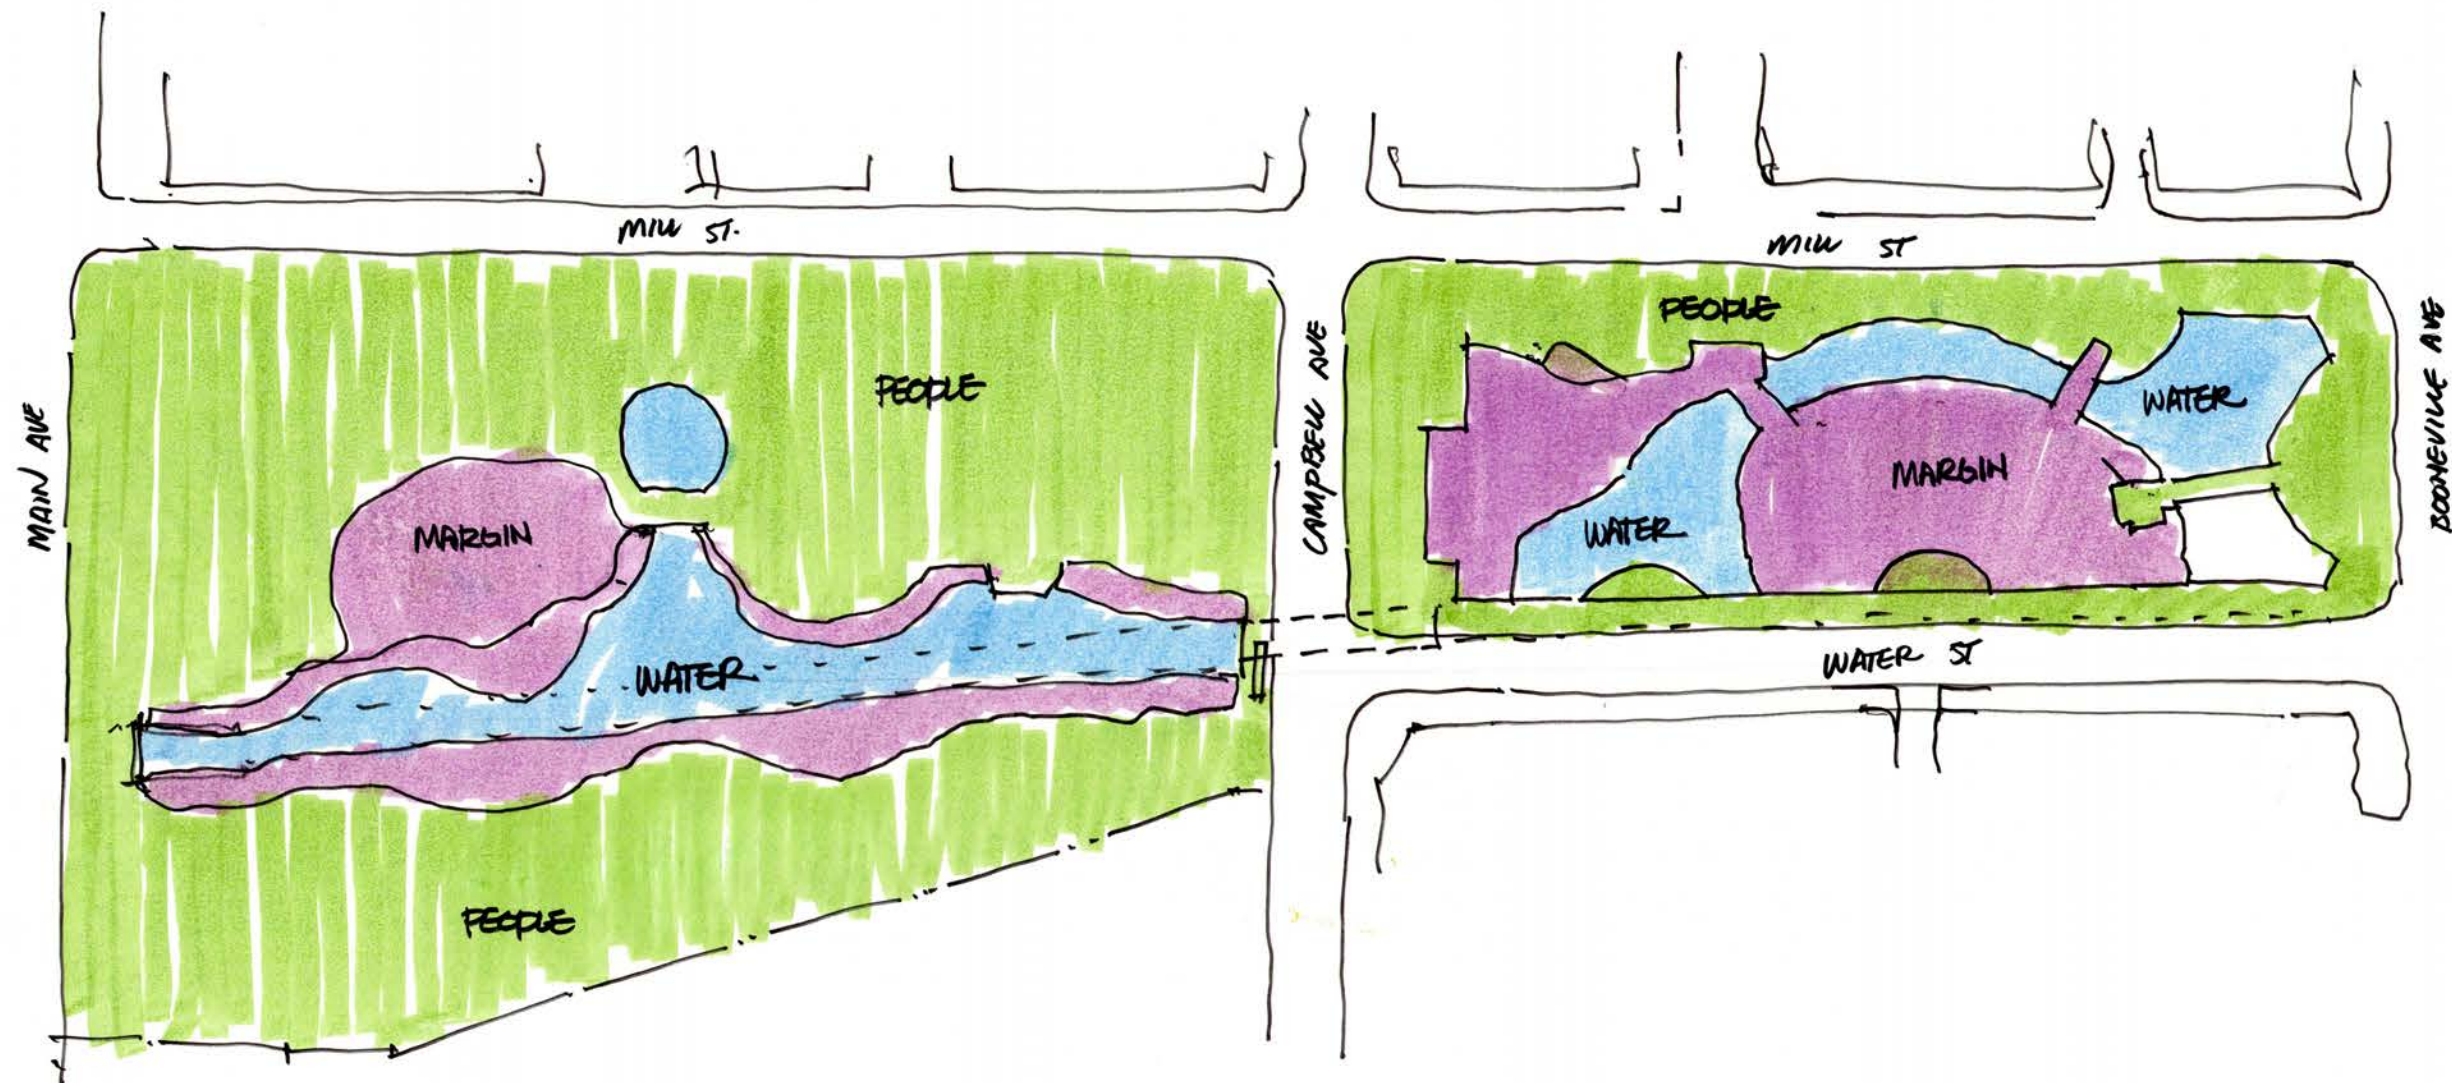 MILL ST.
MILL ST
PEOPLE
PEOPLE
WATER
MAIN AVE
MARGIN
CAMPBELL AVE
WATER
MARGIN
BOONEVILLE AVE
WATER
WATER ST
PEOPLE